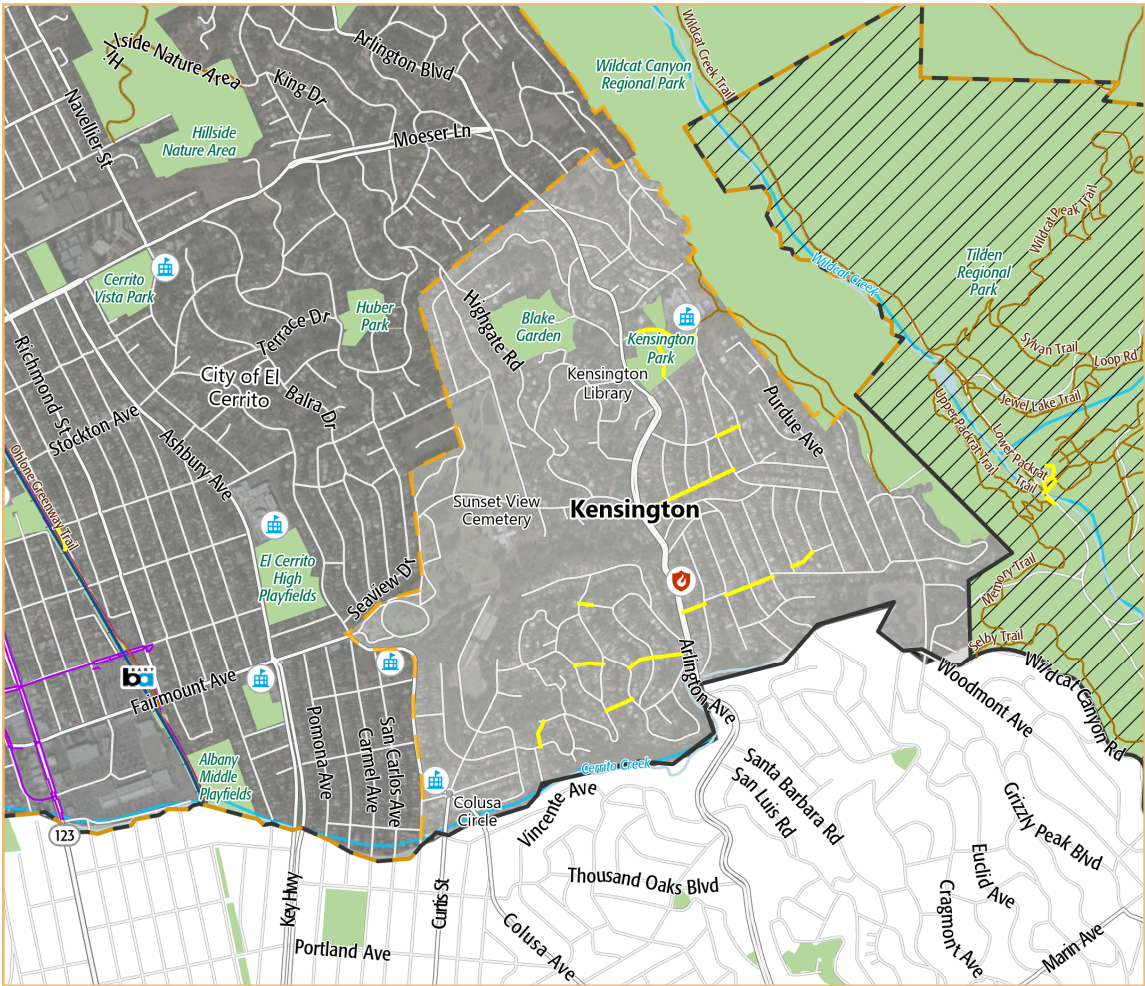 Hillside Nature Area
Arlington Blvd
King Dr
Navellier St
Hillside
Nature Area
Moeser Ln
Wildcat Canyon
Regional Park
Wildcat Creek Trail
Wildcat Peak Trail
Wildcat Creek
Tilden
Regional
Park
Cerrito
Vista Park
Huber
Park
Terrace Dr
Highgate Rd
Blake
Garden
Kensington
Park
Kensington
Library
Sylvan Trail
Loop Rd
Jewel Lake Trail
Upper Packrat Trail
Lower Packrat
Trail
Richmond St
Stockton Ave
City of El
Cerrito
Balra Dr
Ashbury Ave
Purdue Ave
Ohlone Greenway Trail
Sunset View
Cemetery
Kensington
El Cerrito
High
Playfields
Seaview Dr
Memory Trail
Selby Trail
ba
Fairmount Ave
Arlington Ave
Woodmont Ave
Wildcat Canyon Rd
Pomona Ave
Carmel Ave
San Carlos Ave
Albany
Middle
Playfields
Cerrito Creek
Colusa
Circle
Vincente Ave
Santa Barbara Rd
San Luis Rd
Grizzly Peak Blvd
123
Key Hwy
Curtis St
Thousand Oaks Blvd
Euclid Ave
Cragmont Ave
Portland Ave
Colusa Ave
Marin Ave